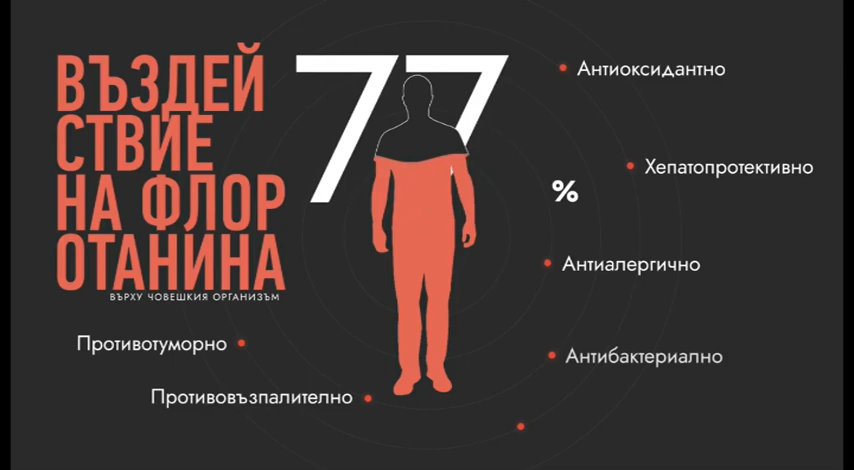 ВЪЗДЕЙ
СТВИЕ
НА ФЛОР
ОТАНИНА
ВЪРХУ ЧОВЕШКИЯ ОРГАНИЗЪМ
77
%
Антиоксидантно
Хепатопротективно
Антиалергично
Антибактериално
Противотуморно
Противовъзпалително